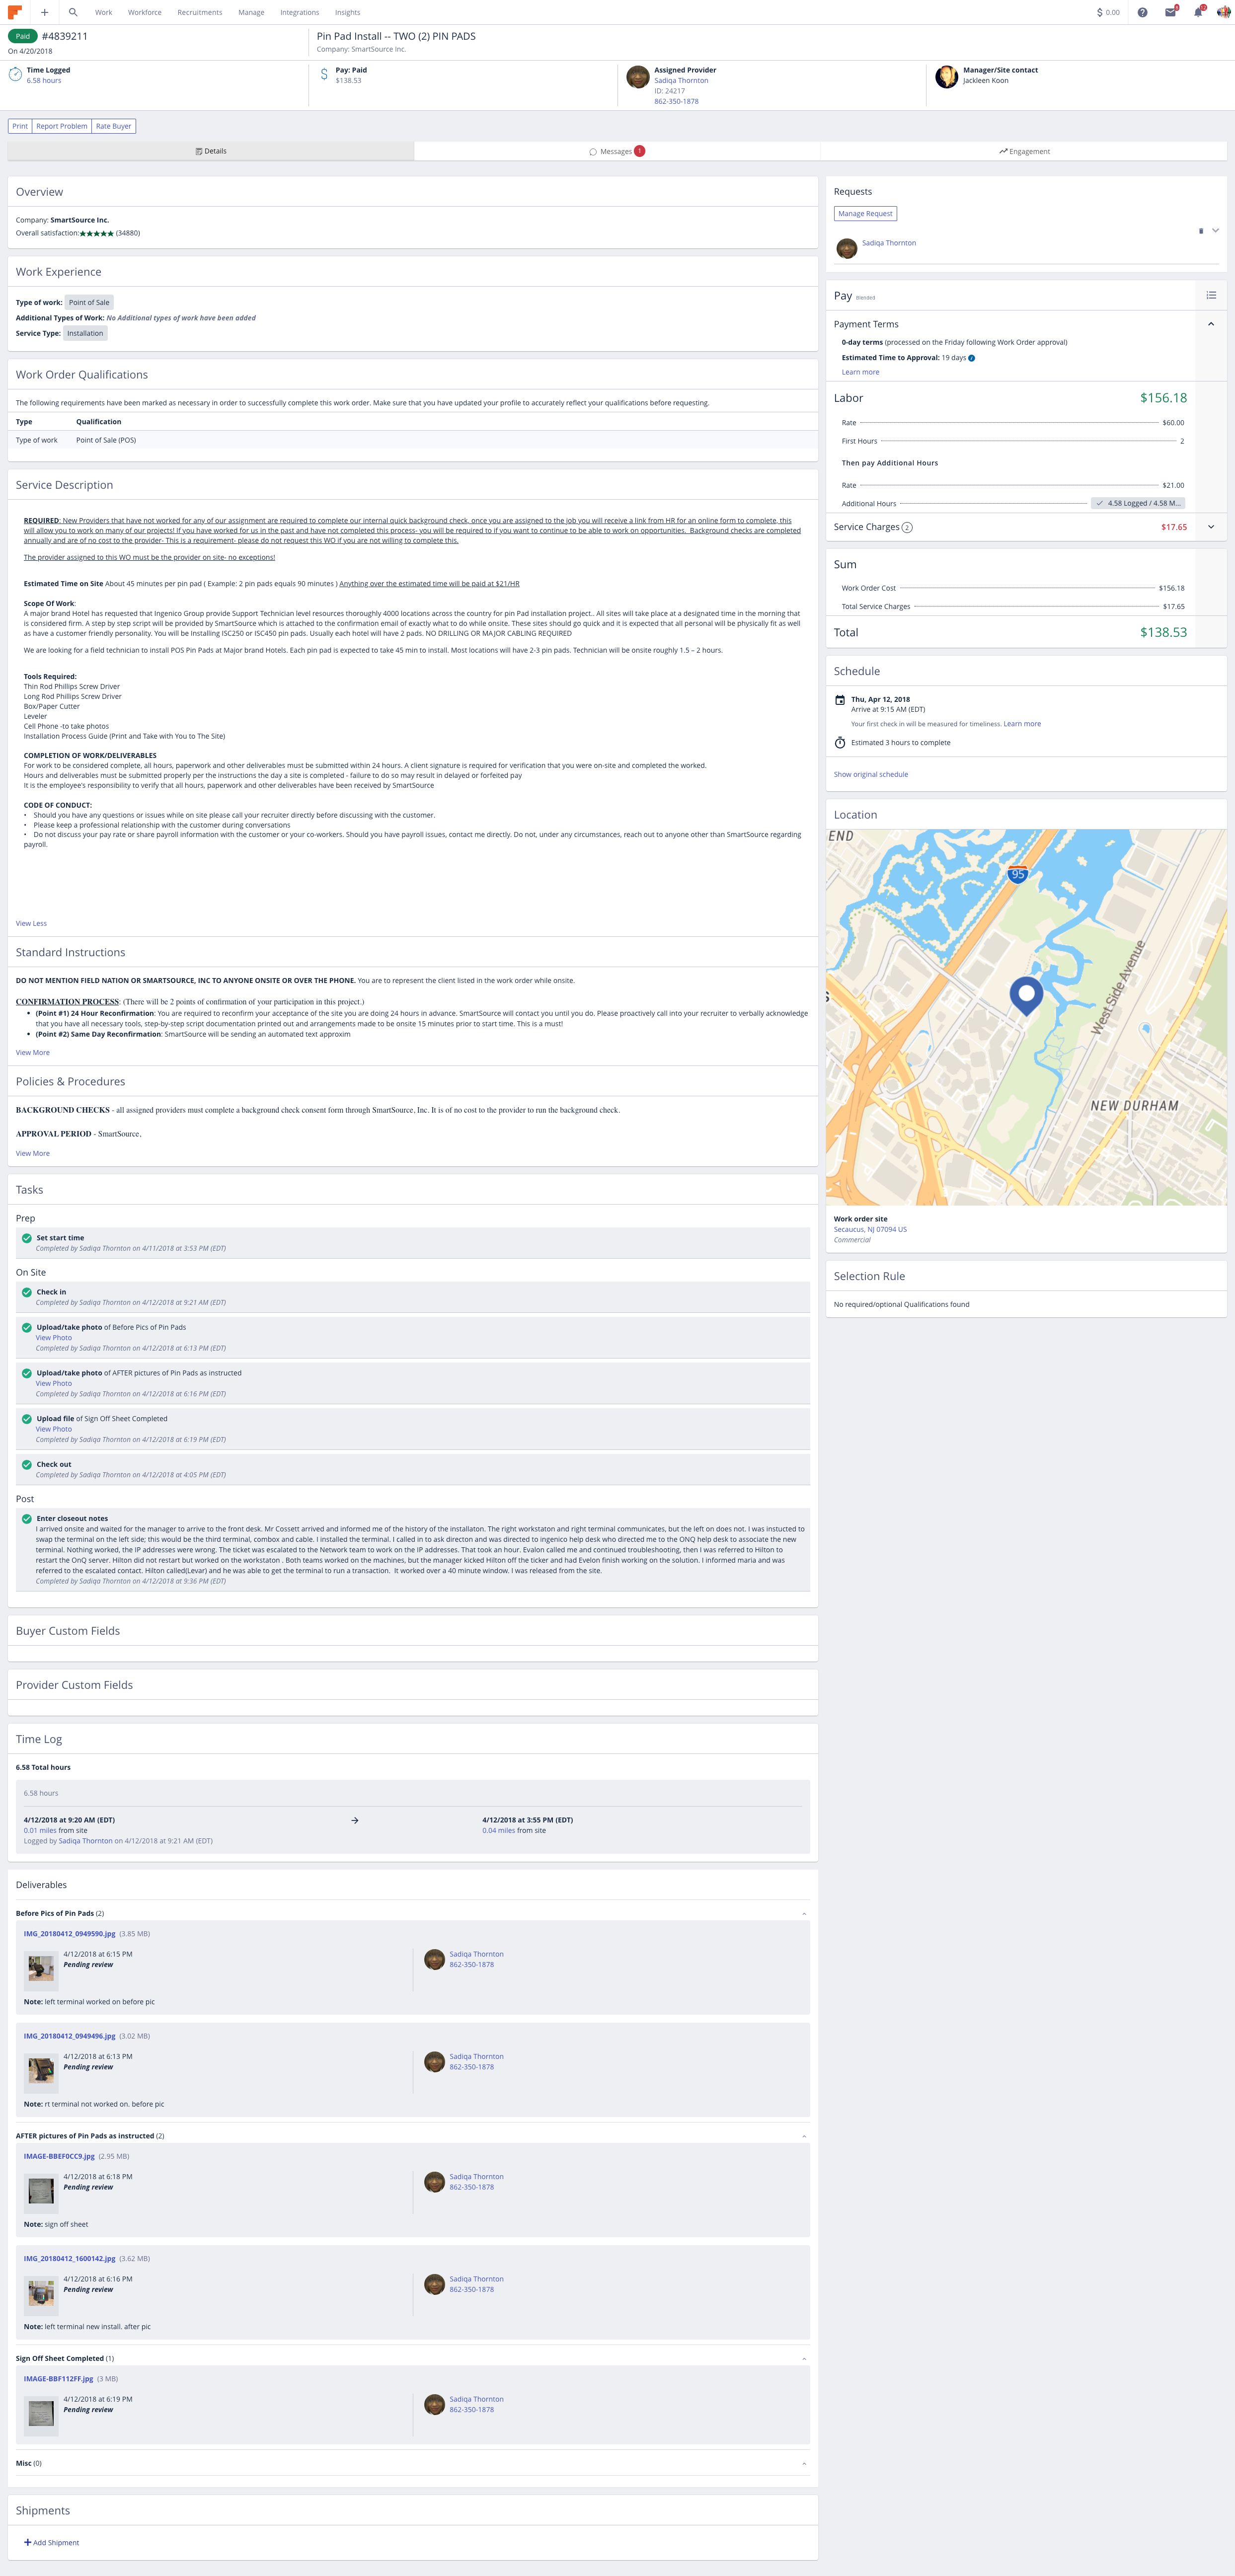 Work Workforce Recruitments Manage Integrations Insights
0.00
Paid #4839211
On 4/20/2018
Pin Pad Install -- TWO (2) PIN PADS
Company: SmartSource Inc.
Time Logged
6.58 hours
Pay: Paid
$138.53
Assigned Provider
Sadiqa Thornton
ID: 24217
862-350-1878
Manager/Site contact
Jackleen Koon
Print Report Problem Rate Buyer
Details Messages 1 Engagement
Overview
Company: SmartSource Inc.
Overall satisfaction:★★★★★ (34880)
Work Experience
Type of work: Point of Sale
Additional Types of Work: No Additional types of work have been added
Service Type: Installation
Work Order Qualifications
The following requirements have been marked as necessary in order to successfully complete this work order. Make sure that you have updated your profile to accurately reflect your qualifications before requesting.
Type Qualification
Type of work Point of Sale (POS)
Service Description
REQUIRED: New Providers that have not worked for any of our assignment are required to complete our internal quick background check, once you are assigned to the job you will receive a link from HR for an online form to complete, this
will allow you to work on many of our projects! If you have worked for us in the past and have not completed this process- you will be required to if you want to continue to be able to work on opportunities. Background checks are completed
annually and are of no cost to the provider- This is a requirement- please do not request this WO if you are not willing to complete this.
The provider assigned to this WO must be the provider on site- no exceptions!
Estimated Time on Site About 45 minutes per pin pad ( Example: 2 pin pads equals 90 minutes ) Anything over the estimated time will be paid at $21/HR
Scope Of Work:
A major brand Hotel has requested that Ingenico Group provide Support Technician level resources thoroughly 4000 locations across the country for pin Pad installation project.. All sites will take place at a designated time in the morning that
is considered down time. A step by step script will be provided by SmartSource which is attached to the confirmation email of exactly what to do while onsite. These sites should go quick and it is expected that all personal will be physically fit as well
as have a customer friendly personality. You will be Installing ISC250 or ISC450 pin pads. Usually each hotel will have 2 pads. NO DRILLING OR MAJOR CABLING REQUIRED
We are looking for a field technician to install POS Pin Pads at Major brand Hotels. Each pin pad is expected to take 45 min to install. Most locations will have 2-3 pin pads. Technician will be onsite roughly 1.5 – 2 hours.
Tools Required:
Thin Rod Phillips Screw Driver
Long Rod Phillips Screw Driver
Box/Paper Cutter
Leveler
Cell Phone -to take photos
Installation Process Guide (Print and Take with You to The Site)
COMPLETION OF WORK/DELIVERABLES
For work to be considered complete, all hours, paperwork and other deliverables must be submitted within 24 hours. A client signature is required for verification that you were on-site and completed the work.
Hours and deliverables must be submitted properly per the instructions the day a site is completed - failure to do so may result in delayed or forfeited pay
It is the employee's responsibility to verify that all hours, paperwork and other deliverables have been received by SmartSource
CODE OF CONDUCT:
• Should you have any questions or issues while on site please call your recruiter directly before discussing with the customer.
• Please keep a professional relationship with the customer during conversations
• Do not discuss your pay rate or share payroll information with the customer or your co-workers. Should you have payroll issues, contact me directly. Do not, under any circumstances, reach out to anyone other than SmartSource regarding
payroll.
View Less
Standard Instructions
DO NOT MENTION FIELD NATION OR SMARTSOURCE, INC TO ANYONE ONSITE OR OVER THE PHONE. You are to represent the client listed in the work order while onsite.
CONFIRMATION PROCESS: (There will be 2 points of confirmation of your participation in this project.)
• (Point #1) 24 Hour Reconfirmation: You are required to reconfirm your acceptance of the site you are doing 24 hours in advance. SmartSource will contact you until you do. Please proactively call into your recruiter to verbally acknowledge
that you have all necessary tools, step-by-step script documentation printed out and arrangements made to be onsite 15 minutes prior to start time. This is a must!
• (Point #2) Same Day Reconfirmation: SmartSource will be sending an automated text approxim
View More
Policies & Procedures
BACKGROUND CHECKS - all assigned providers must complete a background check consent form through SmartSource, Inc. It is of no cost to the provider to run the background check.
APPROVAL PERIOD - SmartSource,
View More
Tasks
Prep
Set start time
Completed by Sadiqa Thornton on 4/11/2018 at 3:53 PM (EDT)
On Site
Check in
Completed by Sadiqa Thornton on 4/12/2018 at 9:21 AM (EDT)
Upload/take photo of Before Pics of Pin Pads
View Photo
Completed by Sadiqa Thornton on 4/12/2018 at 6:13 PM (EDT)
Upload/take photo of AFTER pictures of Pin Pads as instructed
View Photo
Completed by Sadiqa Thornton on 4/12/2018 at 6:16 PM (EDT)
Upload file of Sign Off Sheet Completed
View Photo
Completed by Sadiqa Thornton on 4/12/2018 at 6:19 PM (EDT)
Check out
Completed by Sadiqa Thornton on 4/12/2018 at 4:05 PM (EDT)
Post
Enter closeout notes
I arrived onsite and waited for the manager to arrive to the front desk. Mr Cossett arrived and informed me of the history of the installaton. The right workstation and right terminal communicates, but the left on does not. I was instucted to
swap the terminal on the left side; this would be the third terminal, combox and cable. I installed the terminal. I called in to ask direction and was directed to ingenico help desk who directed me to the ONQ help desk to associate the new
terminal. Nothing worked, the IP addresses were wrong. The ticket was escalated to the Network team to work on the IP addresses. That took an hour. Evalon called me and continued troubleshooting, then I was referred to Hilton to
restart the OnQ server. Hilton did not restart but worked on the workstaton . Both teams worked on the machines, but the manager kicked Hilton off the ticker and had Evelon finish working on the solution. I informed maria and was
referred to the escalated contact. Hilton called(Levar) and he was able to get the terminal to run a transaction. It worked over a 40 minute window. I was released from the site.
Completed by Sadiqa Thornton on 4/12/2018 at 9:36 PM (EDT)
Buyer Custom Fields
Provider Custom Fields
Time Log
6.58 Total hours
6.58 hours
4/12/2018 at 9:20 AM (EDT) 4/12/2018 at 3:55 PM (EDT)
0.01 miles from site 0.04 miles from site
Logged by Sadiqa Thornton on 4/12/2018 at 9:21 AM (EDT)
Deliverables
Before Pics of Pin Pads (2)
IMG_20180412_0949590.jpg (3.85 MB)
4/12/2018 at 6:15 PM Sadiqa Thornton
Pending review 862-350-1878
Note: left terminal worked on before pic
IMG_20180412_0949496.jpg (3.02 MB)
4/12/2018 at 6:13 PM Sadiqa Thornton
Pending review 862-350-1878
Note: rt terminal not worked on. before pic
AFTER pictures of Pin Pads as instructed (2)
IMAGE-BBEF0CC9.jpg (2.95 MB)
4/12/2018 at 6:18 PM Sadiqa Thornton
Pending review 862-350-1878
Note: sign off sheet
IMG_20180412_1600142.jpg (3.62 MB)
4/12/2018 at 6:16 PM Sadiqa Thornton
Pending review 862-350-1878
Note: left terminal new install. after pic
Sign Off Sheet Completed (1)
IMAGE-BBF112FF.jpg (3 MB)
4/12/2018 at 6:19 PM Sadiqa Thornton
Pending review 862-350-1878
Misc (0)
Shipments
Add Shipment
Requests
Manage Request
Sadiqa Thornton
Pay Blended
Payment Terms
0-day terms (processed on the Friday following Work Order approval)
Estimated Time to Approval: 19 days
Learn more
Labor $156.18
Rate $60.00
First Hours 2
Then pay Additional Hours
Rate $21.00
Additional Hours 4.58 Logged / 4.58 M...
Service Charges 2 $17.65
Sum
Work Order Cost $156.18
Total Service Charges $17.65
Total $138.53
Schedule
Thu, Apr 12, 2018
Arrive at 9:15 AM (EDT)
Your first check in will be measured for timeliness. Learn more
Estimated 3 hours to complete
Show original schedule
Location
END
95
West Side Avenue
S
NEW DURHAM
Work order site
Secaucus, NJ 07094 US
Commercial
Selection Rule
No required/optional Qualifications found